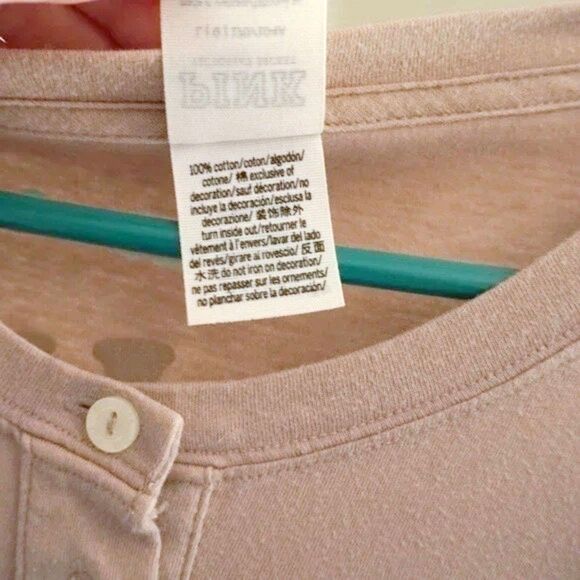 PINK
100% cotton/coton/algodón/
cotone/ 棉 exclusive of
decoration/sauf décoration/no
incluye la decoración/esclusa la
decorazione/ 装饰除外
turn inside out/retourner le
vêtement à l'envers/lavar del lado
del revés/girare al rovescio/ 反面
水洗 do not iron on decoration/
ne pas repasser sur les ornements/
no planchar sobre la decoración/